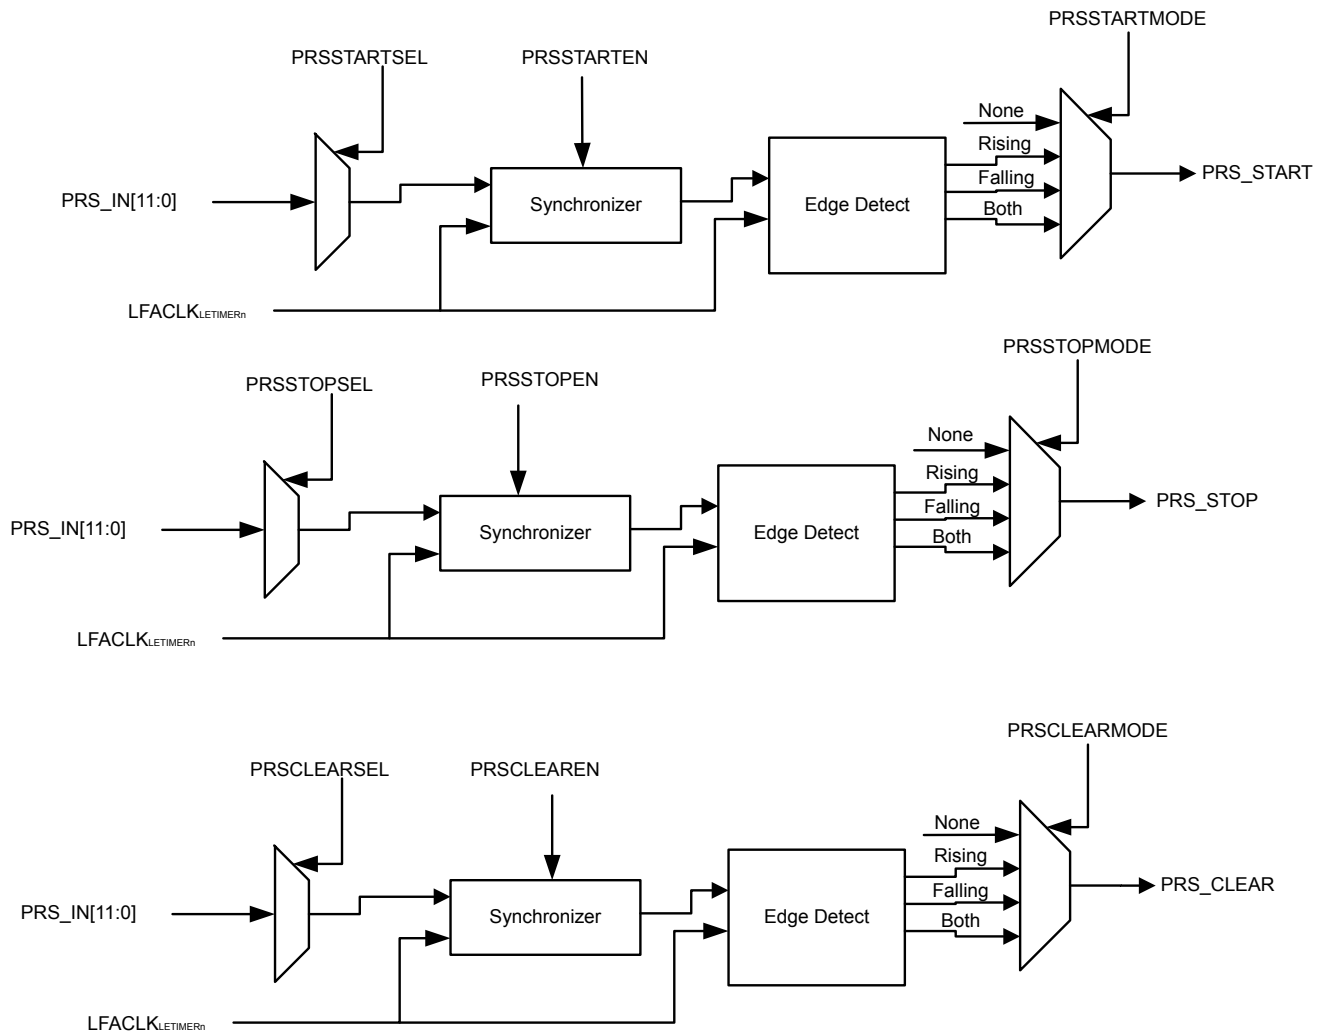 PRSSTARTMODE
PRSSTARTSEL
PRSSTARTEN
None
Rising
PRS_IN[11:0]
Synchronizer
Edge Detect
Falling
Both
PRS_START
LFACLKLETIMERn
PRSSTOPMODE
PRSSTOPSEL
PRSSTOPEN
None
Rising
PRS_IN[11:0]
Synchronizer
Edge Detect
Falling
Both
PRS_STOP
LFACLKLETIMERn
PRSCLEARMODE
PRSCLEARSEL
PRSCLEAREN
None
Rising
PRS_IN[11:0]
Synchronizer
Edge Detect
Falling
Both
PRS_CLEAR
LFACLKLETIMERn